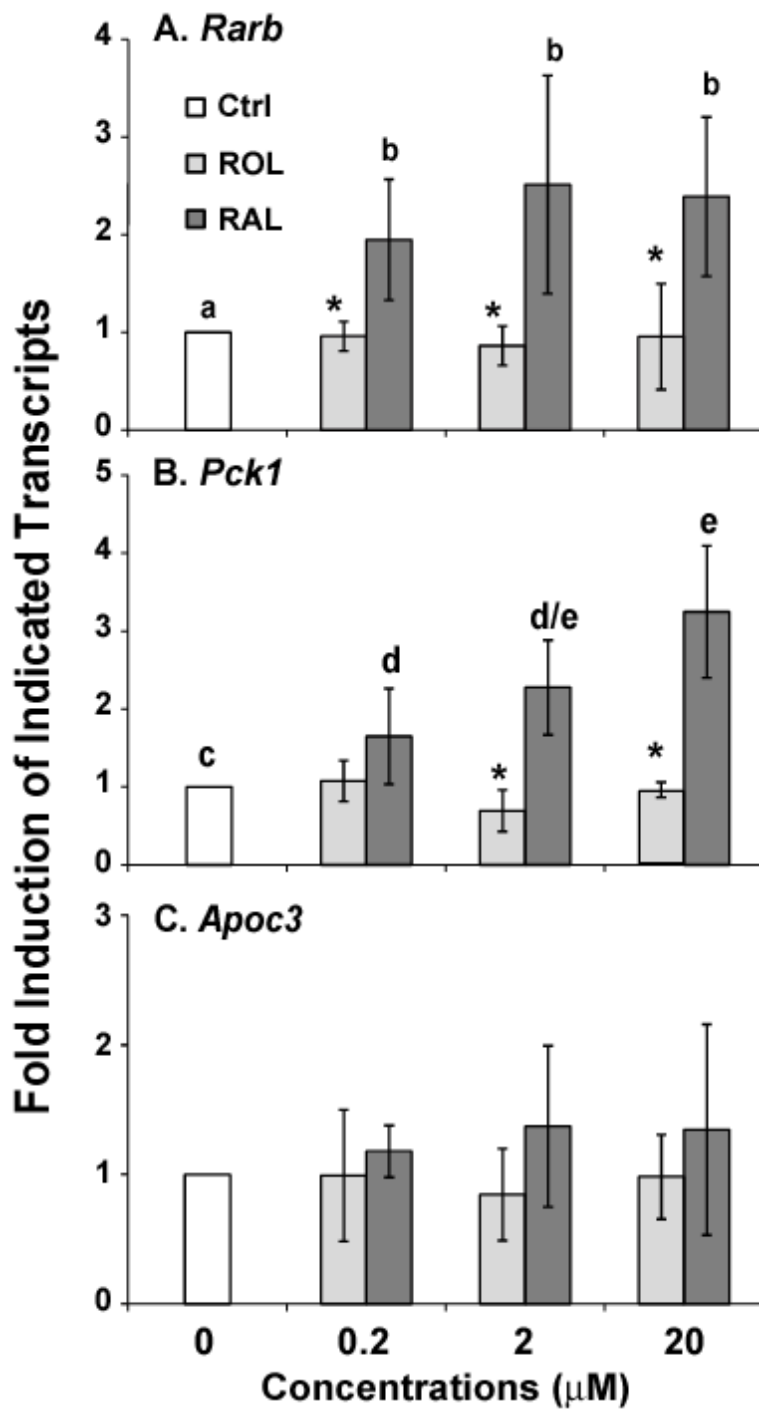 Fold Induction of Indicated Transcripts
A. Rarb
4
3
2
1
0
Ctrl
ROL
RAL
a
*
b
*
b
*
b
B. Pck1
5
4
3
2
1
0
c
d
*
d/e
*
e
C. Apoc3
3
2
1
0
0 0.2 2 20
Concentrations (μM)